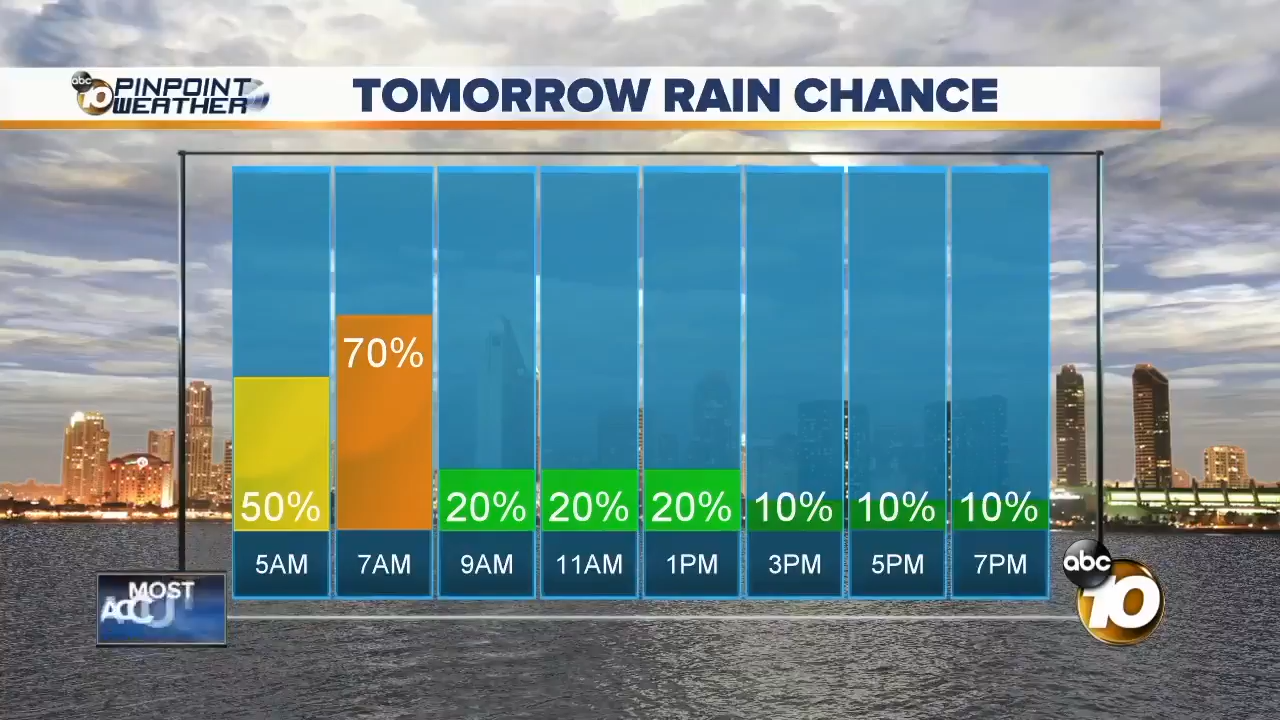 abc
10
PINPOINT
WEATHER
TOMORROW RAIN CHANCE
70%
50% 20% 20% 20% 10% 10% 10%
5AM 7AM 9AM 11AM 1PM 3PM 5PM 7PM
MOST
abc
10